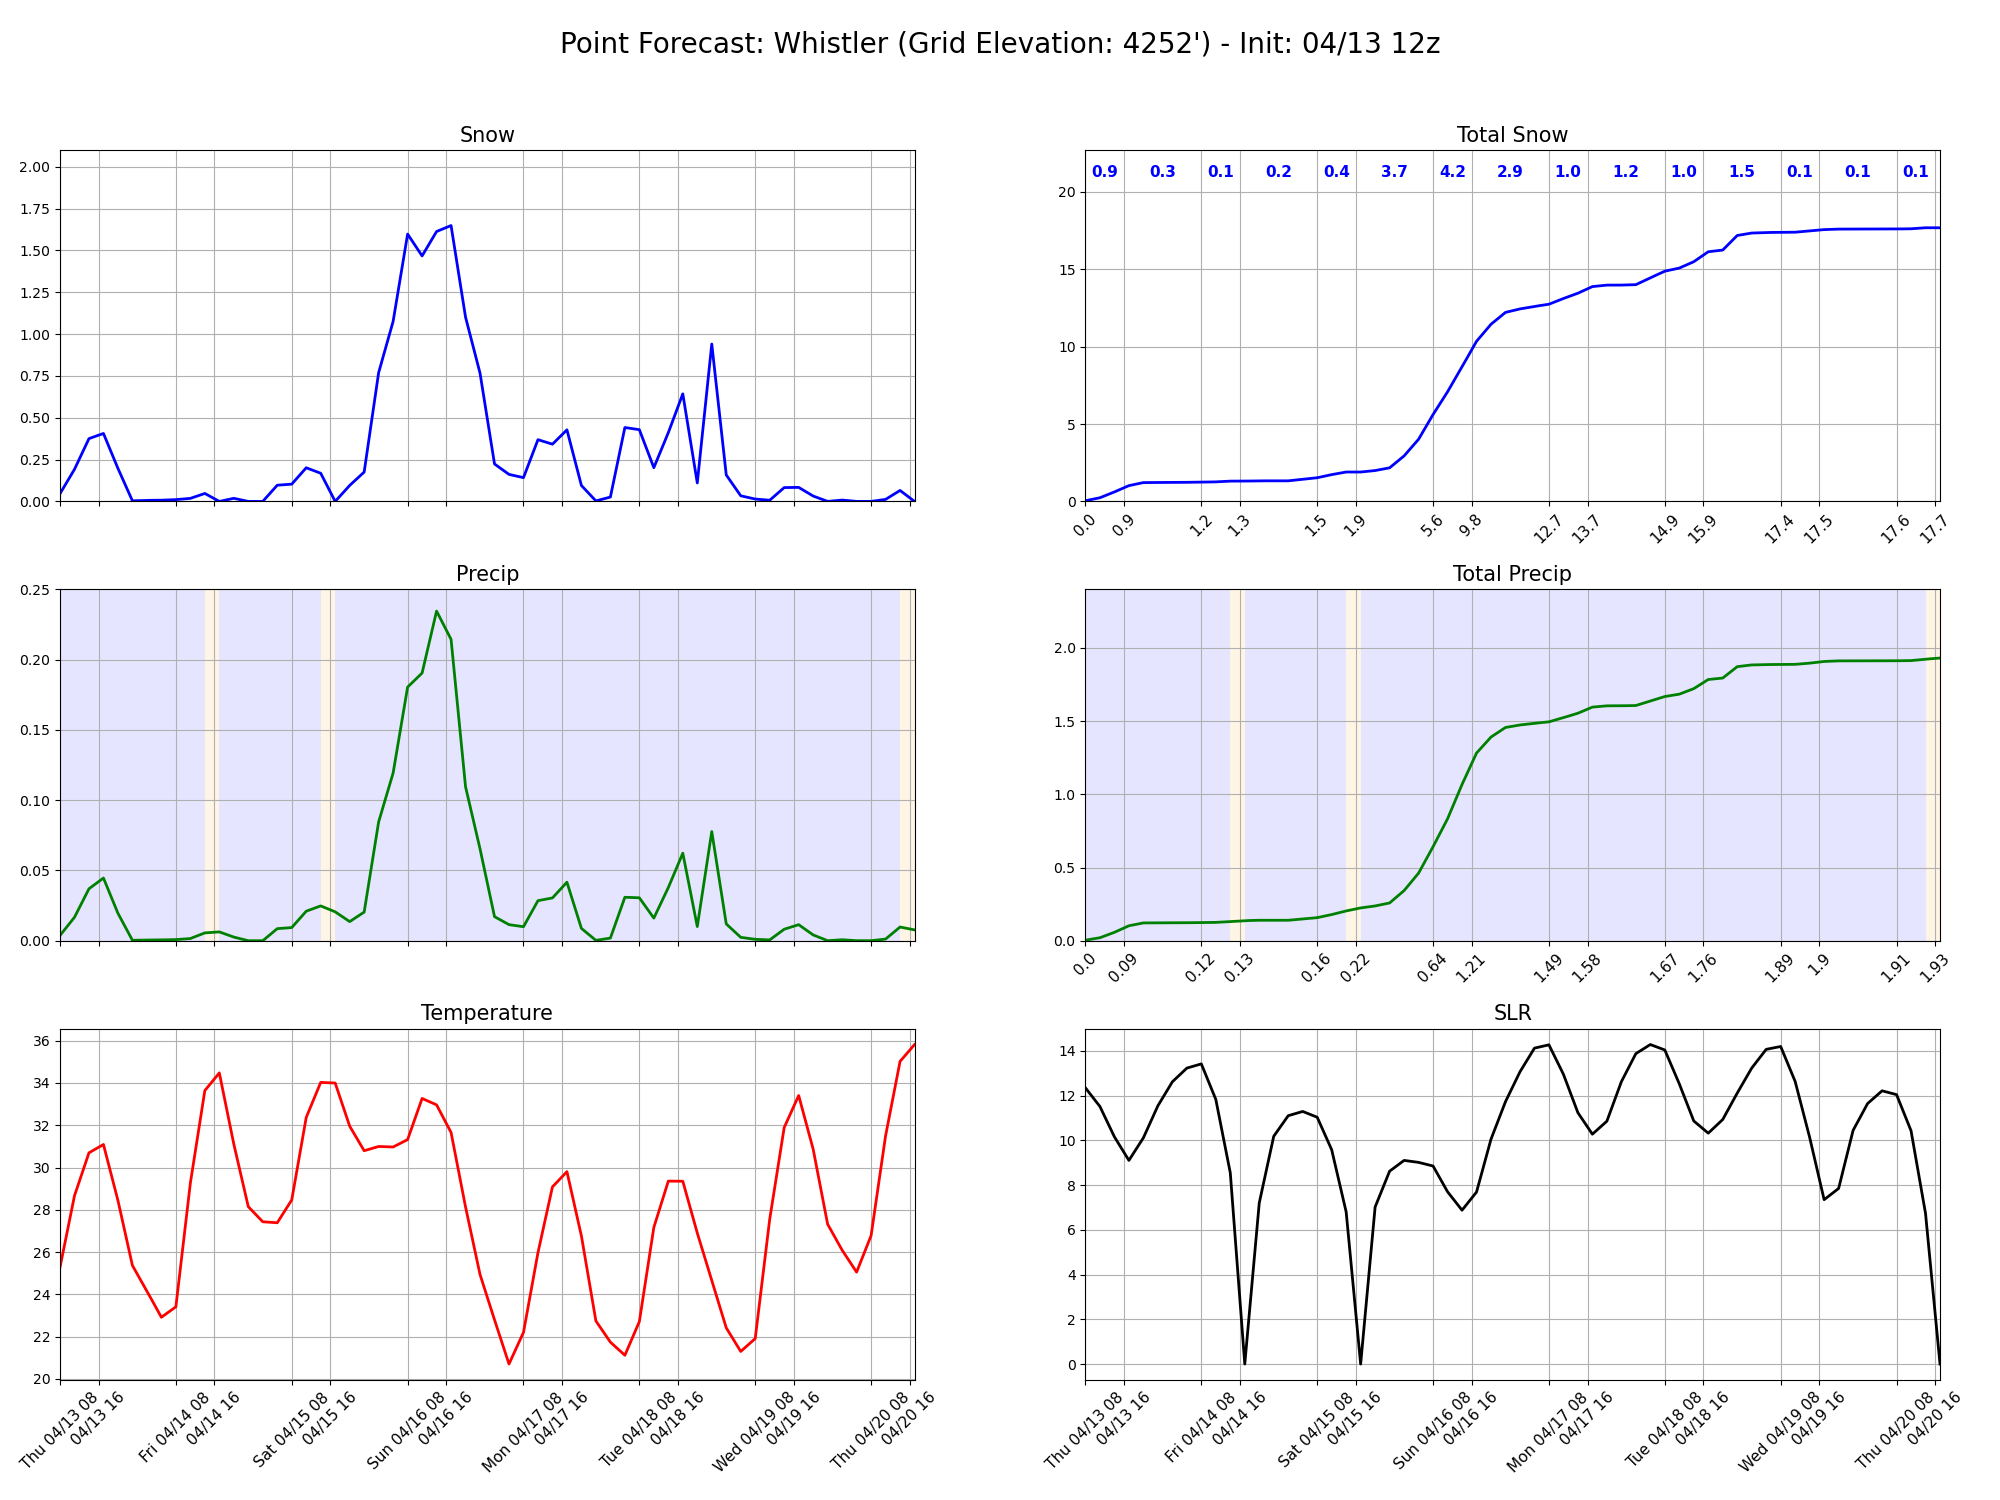 Point Forecast: Whistler (Grid Elevation: 4252') - Init: 04/13 12z
Snow
2.00
1.75
1.50
1.25
1.00
0.75
0.50
0.25
0.00
Total Snow
0.9 0.3 0.1 0.2 0.4 3.7 4.2 2.9 1.0 1.2 1.0 1.5 0.1 0.1 0.1
20
15
10
5
0
0.0 0.9 1.2 1.3 1.5 1.9 5.6 9.8 12.7 13.7 14.9 15.9 17.4 17.5 17.6 17.7
Precip
0.25
0.20
0.15
0.10
0.05
0.00
Total Precip
2.0
1.5
1.0
0.5
0.0
0.0 0.09 0.12 0.13 0.16 0.22 0.64 1.21 1.49 1.58 1.67 1.76 1.89 1.9 1.91 1.93
Temperature
36
34
32
30
28
26
24
22
20
Thu 04/13 08
04/13 16
Fri 04/14 08
04/14 16
Sat 04/15 08
04/15 16
Sun 04/16 08
04/16 16
Mon 04/17 08
04/17 16
Tue 04/18 08
04/18 16
Wed 04/19 08
04/19 16
Thu 04/20 08
04/20 16
SLR
14
12
10
8
6
4
2
0
Thu 04/13 08
04/13 16
Fri 04/14 08
04/14 16
Sat 04/15 08
04/15 16
Sun 04/16 08
04/16 16
Mon 04/17 08
04/17 16
Tue 04/18 08
04/18 16
Wed 04/19 08
04/19 16
Thu 04/20 08
04/20 16